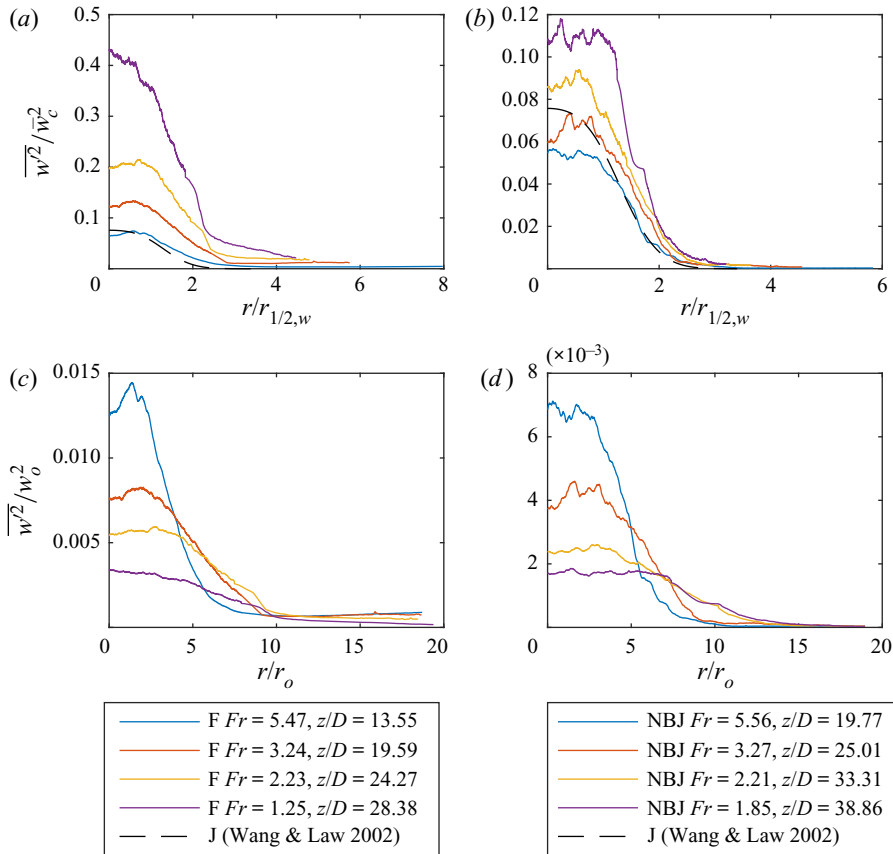 (a)
0.5
0.4
0.3
0.2
0.1
0
0 2 4 6 8
w′²/w̄c²
r/r1/2,w
(b)
0.12
0.10
0.08
0.06
0.04
0.02
0 2 4 6
r/r1/2,w
(c)
0.015
0.010
0.005
0 5 10 15 20
w′²/wo²
r/ro
(d)
(×10–3)
8
6
4
2
0 5 10 15 20
r/ro
F Fr = 5.47, z/D = 13.55
F Fr = 3.24, z/D = 19.59
F Fr = 2.23, z/D = 24.27
F Fr = 1.25, z/D = 28.38
J (Wang & Law 2002)
NBJ Fr = 5.56, z/D = 19.77
NBJ Fr = 3.27, z/D = 25.01
NBJ Fr = 2.21, z/D = 33.31
NBJ Fr = 1.85, z/D = 38.86
J (Wang & Law 2002)